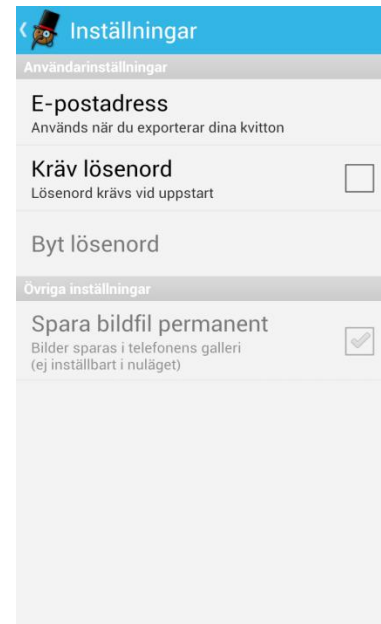 Inställningar
Användarinställningar
E-postadress
Används när du exporterar dina kvitton
Kräv lösenord
Lösenord krävs vid uppstart
Byt lösenord
Övriga inställningar
Spara bildfil permanent
Bilder sparas i telefonens galleri
(ej inställbart i nuläget)